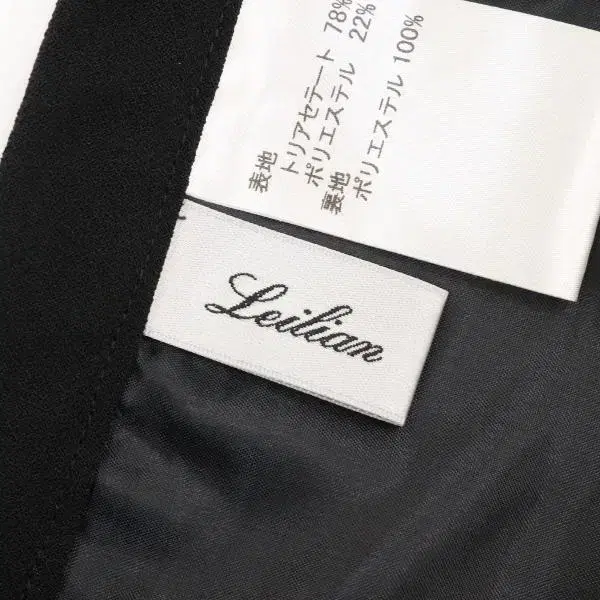 表地
トリアセテート 78%
ポリエステル 22%
裏地
ポリエステル 100%
Leilian